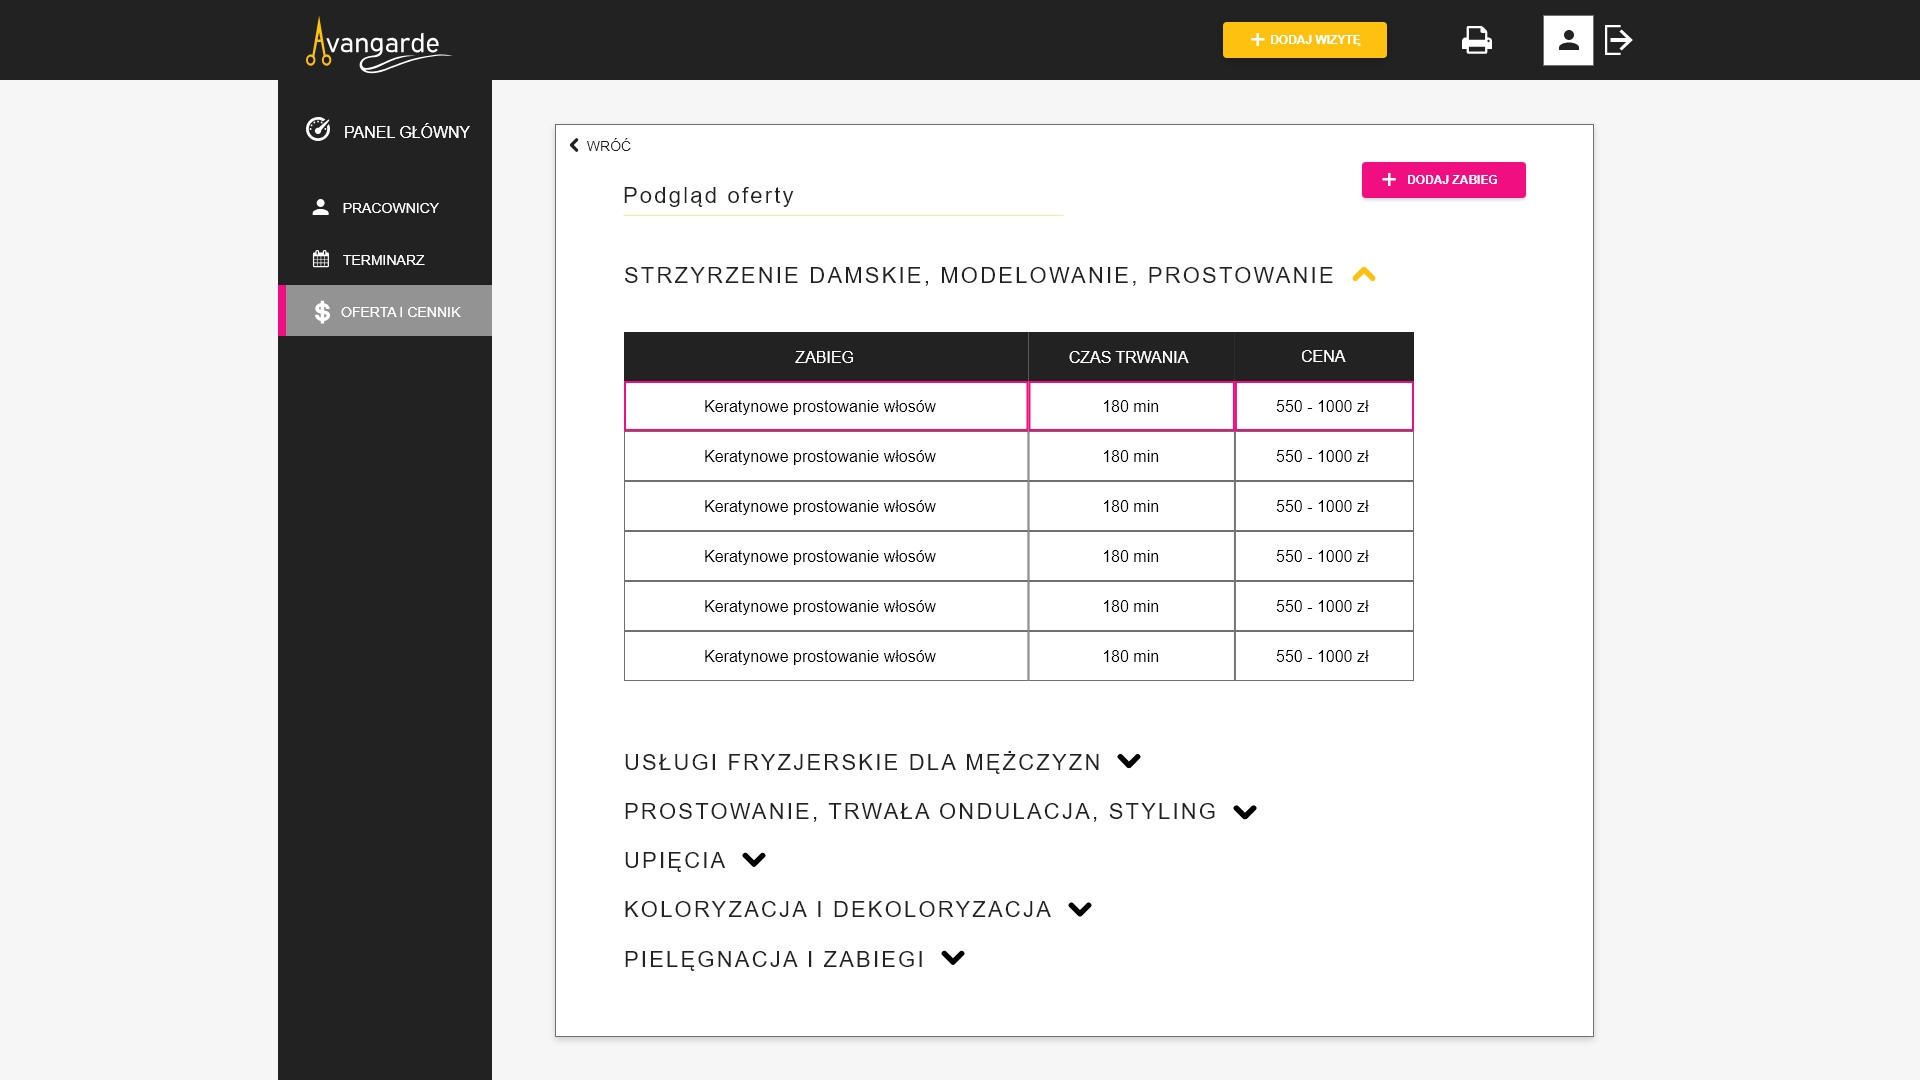 Avangarde
DODAJ WIZYTĘ
PANEL GŁÓWNY
PRACOWNICY
TERMINARZ
OFERTA I CENNIK
WRÓĆ
DODAJ ZABIEG
Podgląd oferty
STRZYRZENIE DAMSKIE, MODELOWANIE, PROSTOWANIE
ZABIEG CZAS TRWANIA CENA
Keratynowe prostowanie włosów 180 min 550 - 1000 zł
Keratynowe prostowanie włosów 180 min 550 - 1000 zł
Keratynowe prostowanie włosów 180 min 550 - 1000 zł
Keratynowe prostowanie włosów 180 min 550 - 1000 zł
Keratynowe prostowanie włosów 180 min 550 - 1000 zł
Keratynowe prostowanie włosów 180 min 550 - 1000 zł
USŁUGI FRYZJERSKIE DLA MĘŻCZYZN
PROSTOWANIE, TRWAŁA ONDULACJA, STYLING
UPIĘCIA
KOLORYZACJA I DEKOLORYZACJA
PIELĘGNACJA I ZABIEGI